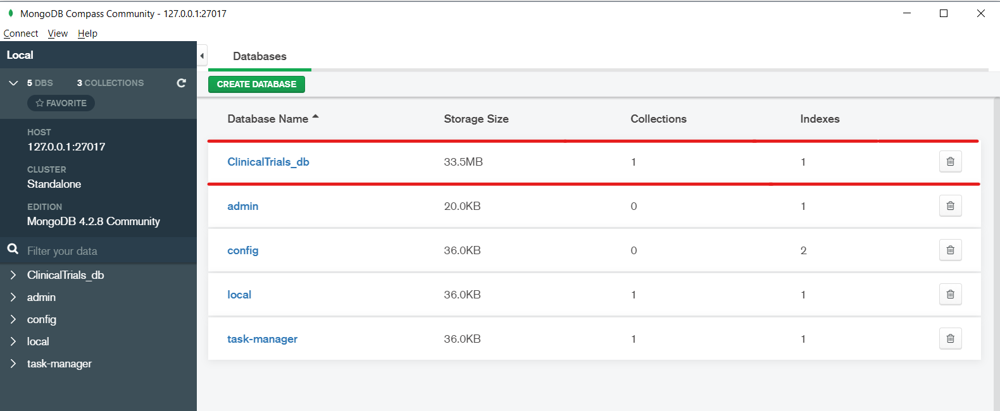 MongoDB Compass Community - 127.0.0.1:27017
Connect View Help
Local
5 DBS 3 COLLECTIONS
FAVORITE
HOST
127.0.0.1:27017
CLUSTER
Standalone
EDITION
MongoDB 4.2.8 Community
Filter your data
ClinicalTrials_db
admin
config
local
task-manager
Databases
CREATE DATABASE
Database Name Storage Size Collections Indexes
ClinicalTrials_db 33.5MB 1 1
admin 20.0KB 0 1
config 36.0KB 0 2
local 36.0KB 1 1
task-manager 36.0KB 1 1